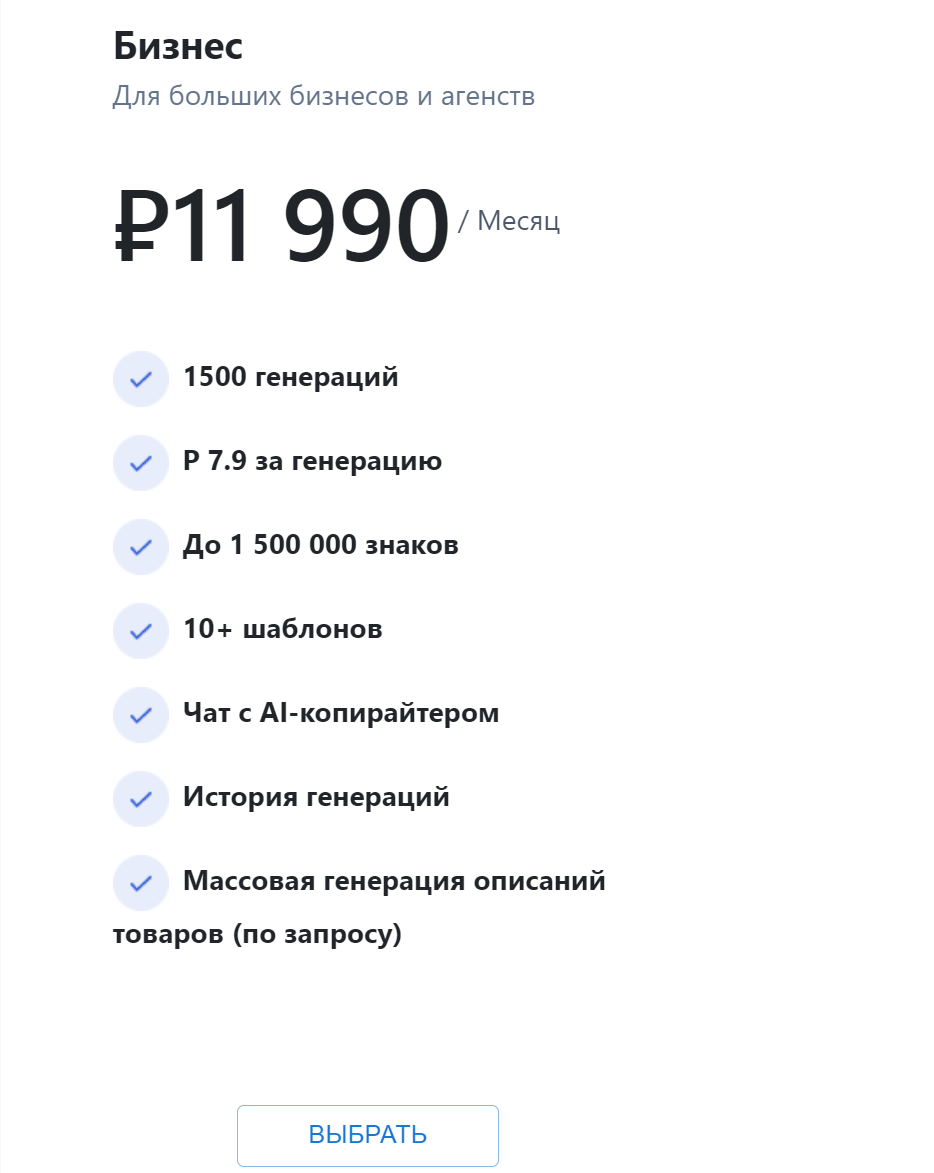 Бизнес
Для больших бизнесов и агенств
₽11 990 / Месяц
1500 генераций
Р 7.9 за генерацию
До 1 500 000 знаков
10+ шаблонов
Чат с AI-копирайтером
История генераций
Массовая генерация описаний
товаров (по запросу)
ВЫБРАТЬ